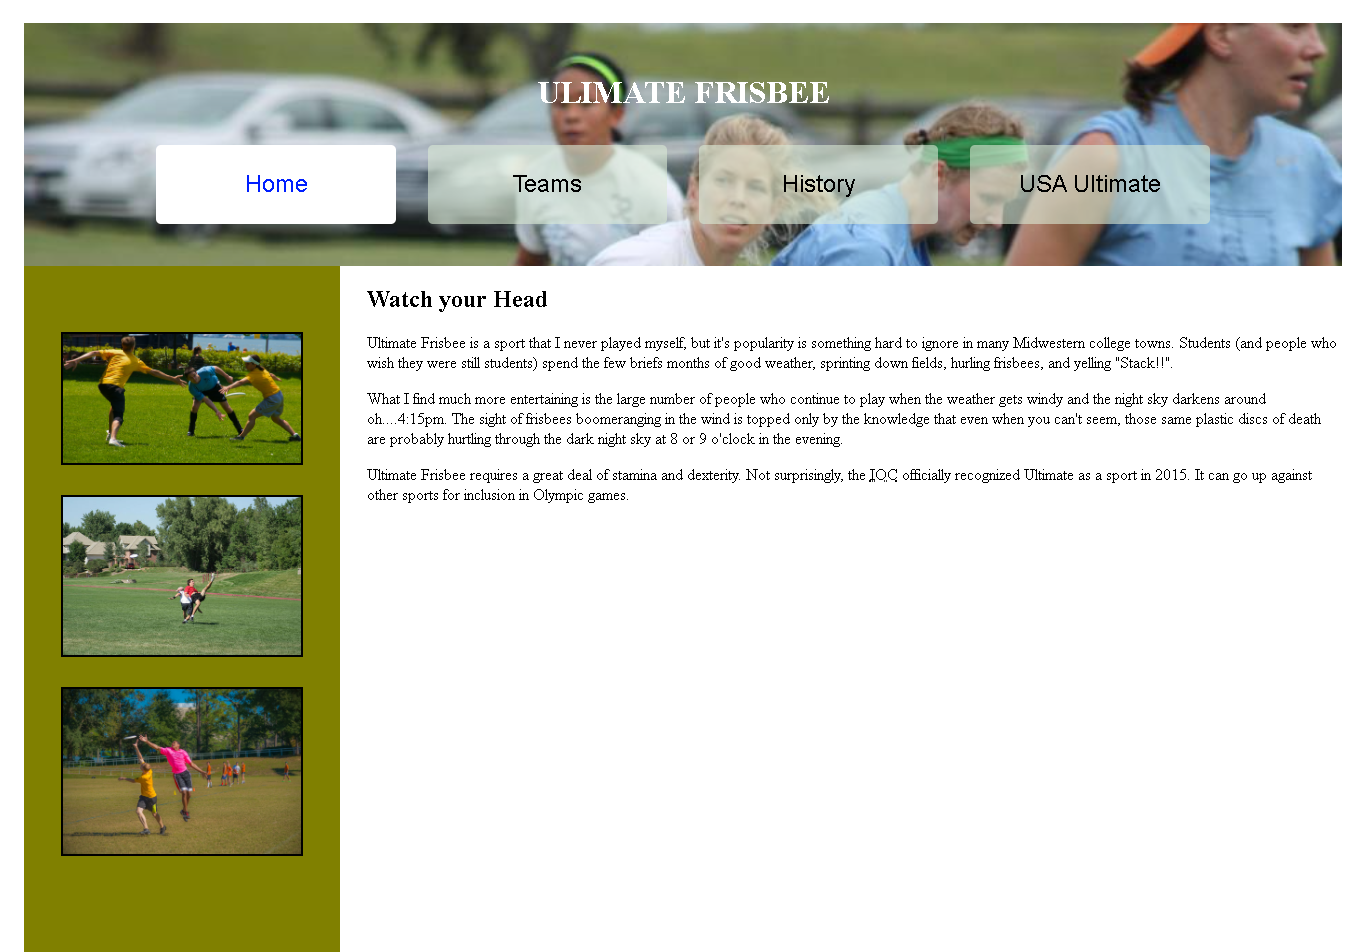 ULIMATE FRISBEE
Home
Teams
History
USA Ultimate
Watch your Head
Ultimate Frisbee is a sport that I never played myself, but it's popularity is something hard to ignore in many Midwestern college towns. Students (and people who
wish they were still students) spend the few briefs months of good weather, sprinting down fields, hurling frisbees, and yelling "Stack!!".
What I find much more entertaining is the large number of people who continue to play when the weather gets windy and the night sky darkens around
oh....4:15pm. The sight of frisbees boomeranging in the wind is topped only by the knowledge that even when you can't seem, those same plastic discs of death
are probably hurtling through the dark night sky at 8 or 9 o'clock in the evening.
Ultimate Frisbee requires a great deal of stamina and dexterity. Not surprisingly, the IOC officially recognized Ultimate as a sport in 2015. It can go up against
other sports for inclusion in Olympic games.